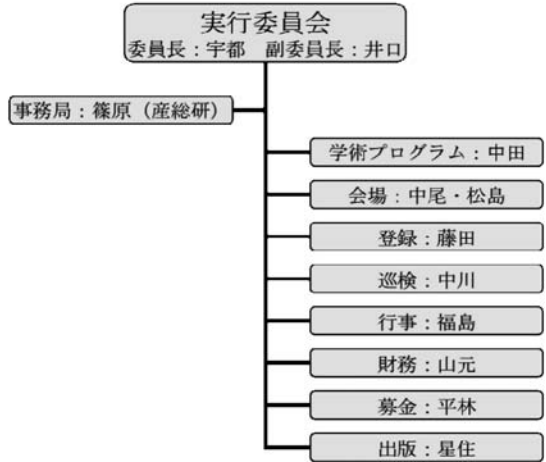 実行委員会
委員長：宇都　副委員長：井口
事務局：篠原（産総研）
学術プログラム：中田
会場：中尾・松島
登録：藤田
巡検：中川
行事：福島
財務：山元
募金：平林
出版：星住